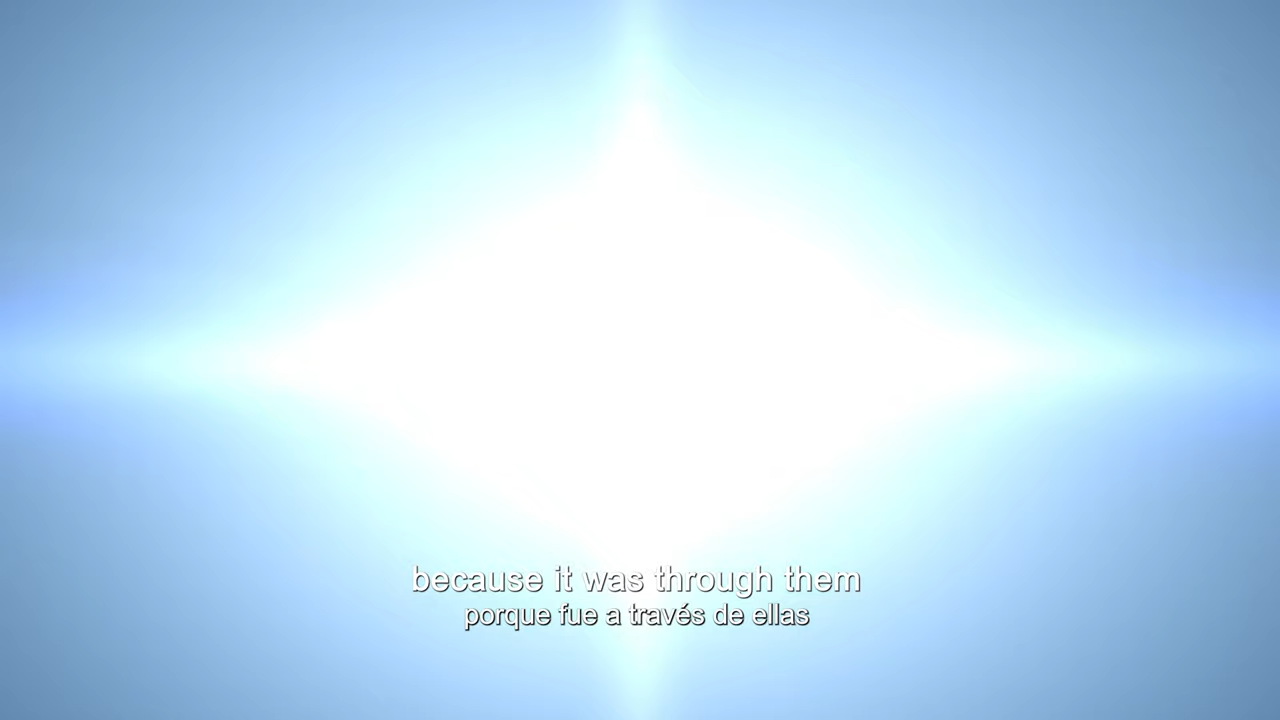 because it was through them
porque fue a través de ellas